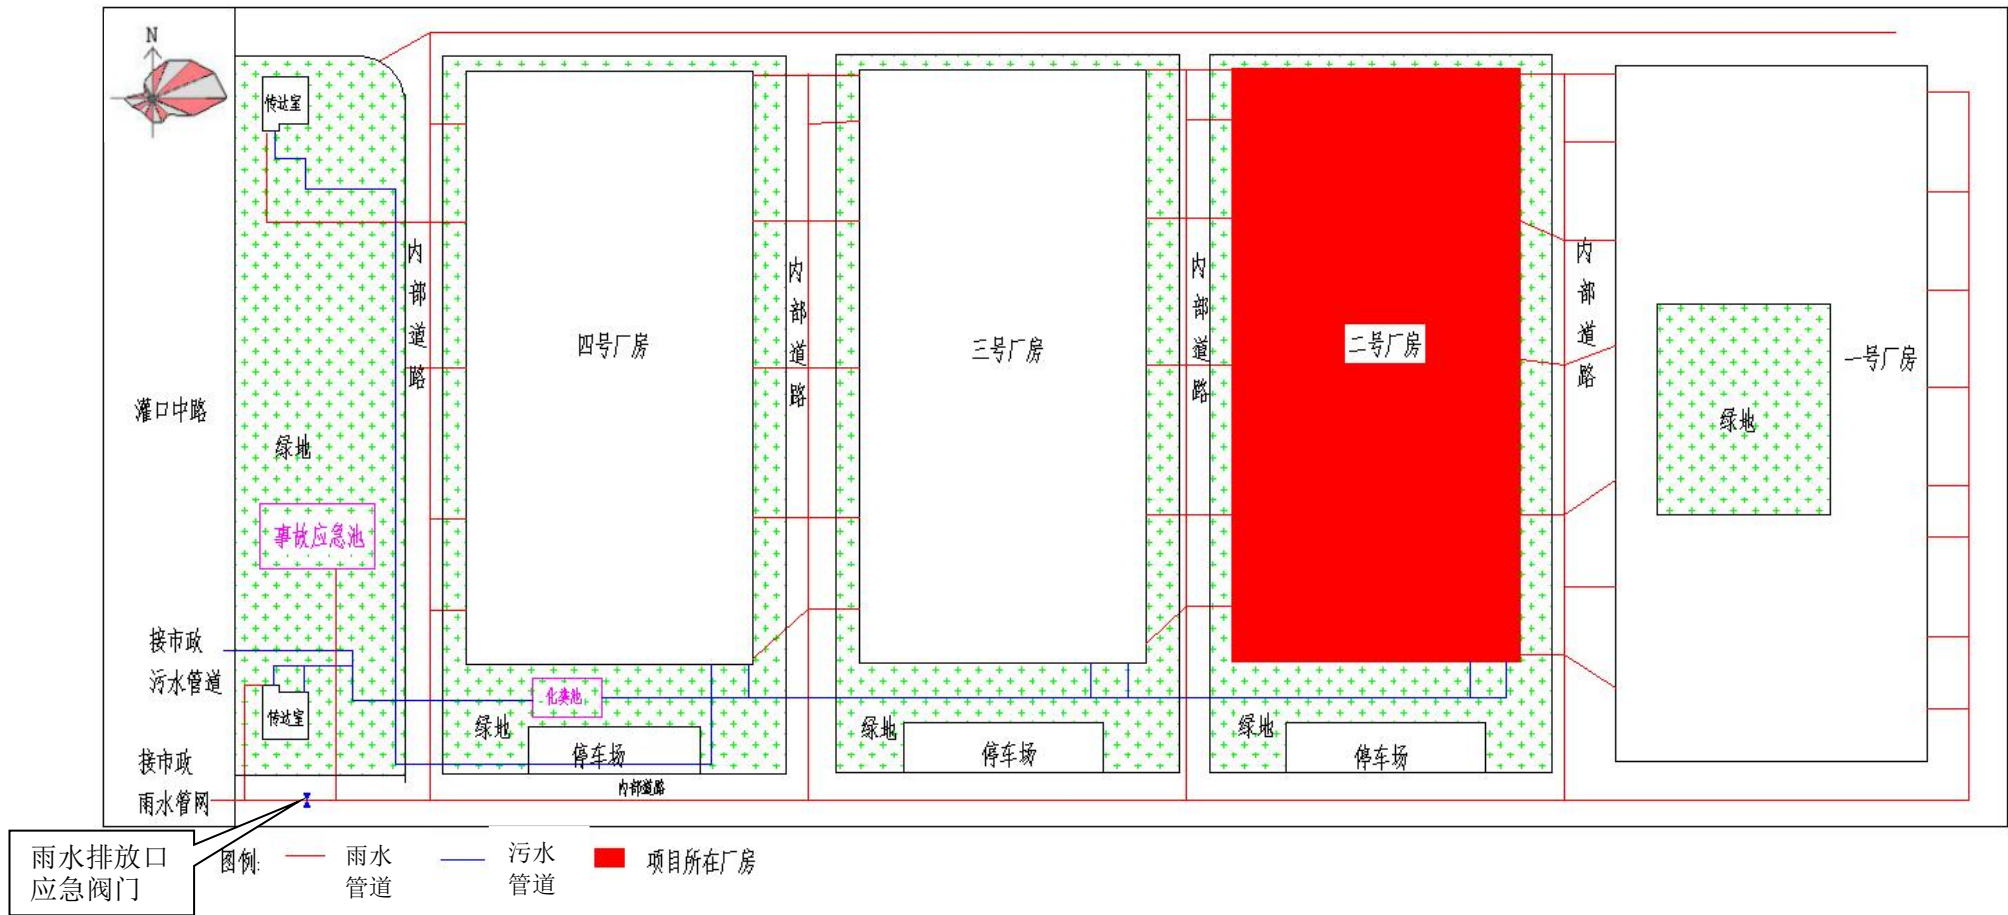 N
传达室
内部道路
内部道路
内部道路
内部道路
四号厂房
三号厂房
二号厂房
一号厂房
灌口中路
绿地
绿地
事故应急池
接市政
污水管道
传达室
化粪池
绿地
停车场
绿地
停车场
绿地
停车场
接市政
雨水管网
内部道路
雨水排放口
应急阀门
图例:
雨水
管道
污水
管道
项目所在厂房